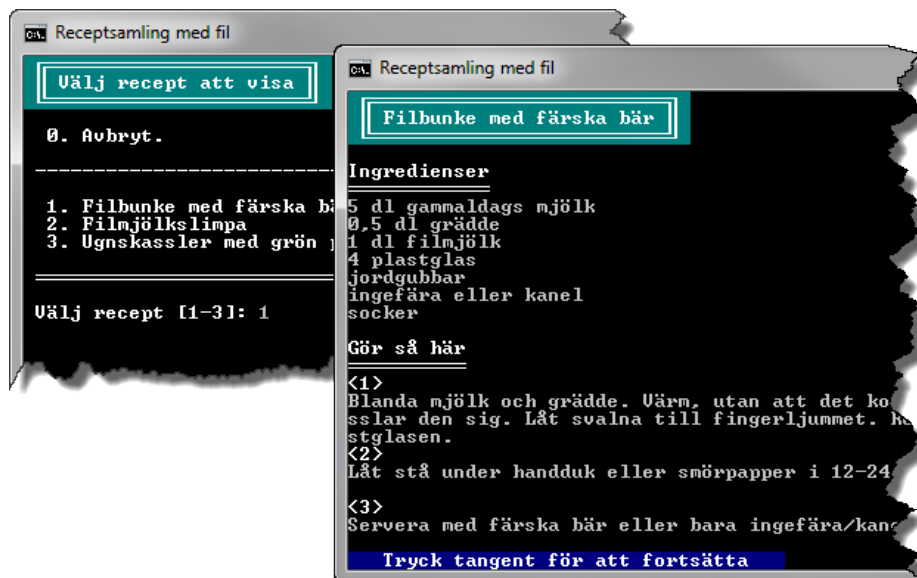 Receptsamling med fil
Välj recept att visa
0. Avbryt.
1. Filbunke med färska
2. Filmjölkslimpa
3. Ugnskassler med grön
Välj recept [1-3]: 1
Receptsamling med fil
Filbunke med färska bär
Ingredienser
5 dl gammaldags mjölk
0,5 dl grädde
1 dl filmjölk
4 plastglas
jordgubbar
ingefära eller kanel
socker
Gör så här
<1>
Blanda mjölk och grädde. Värm, utan att det
sslar den sig. Låt svalna till fingerljummet.
stglasen.
<2>
Låt stå under handduk eller smörpapper i 12-24
<3>
Servera med färska bär eller bara
Tryck tangent för att fortsätta